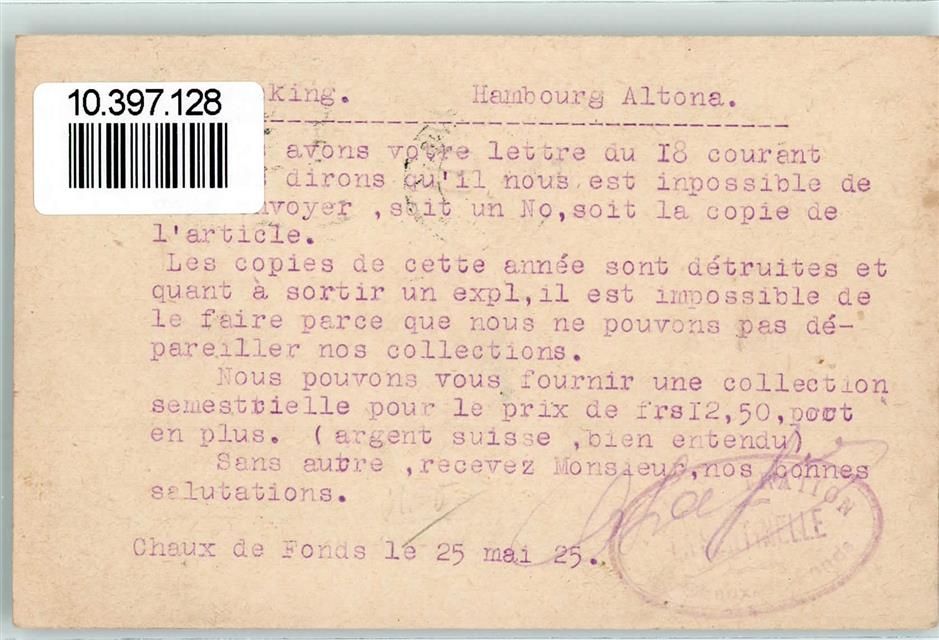 10.397.128
king. Hambourg Altona.
avons votre lettre du I8 courant
dirons qu'il nous est inpossible de
nvoyer ,soit un No,soit la copie de
l'article.
Les copies de cette année sont détruites et
quant à sortir un expl,il est impossible de
le faire parce que nous ne pouvons pas dé-
pareiller nos collections.
Nous pouvons vous fournir une collection
semestrielle pour le prix de frsI2,50,port
en plus. ( argent suisse ,bien entendu)
Sans autre ,recevez Monsieur,nos bonnes
salutations.
Chaux de Fonds le 25 mai 25.